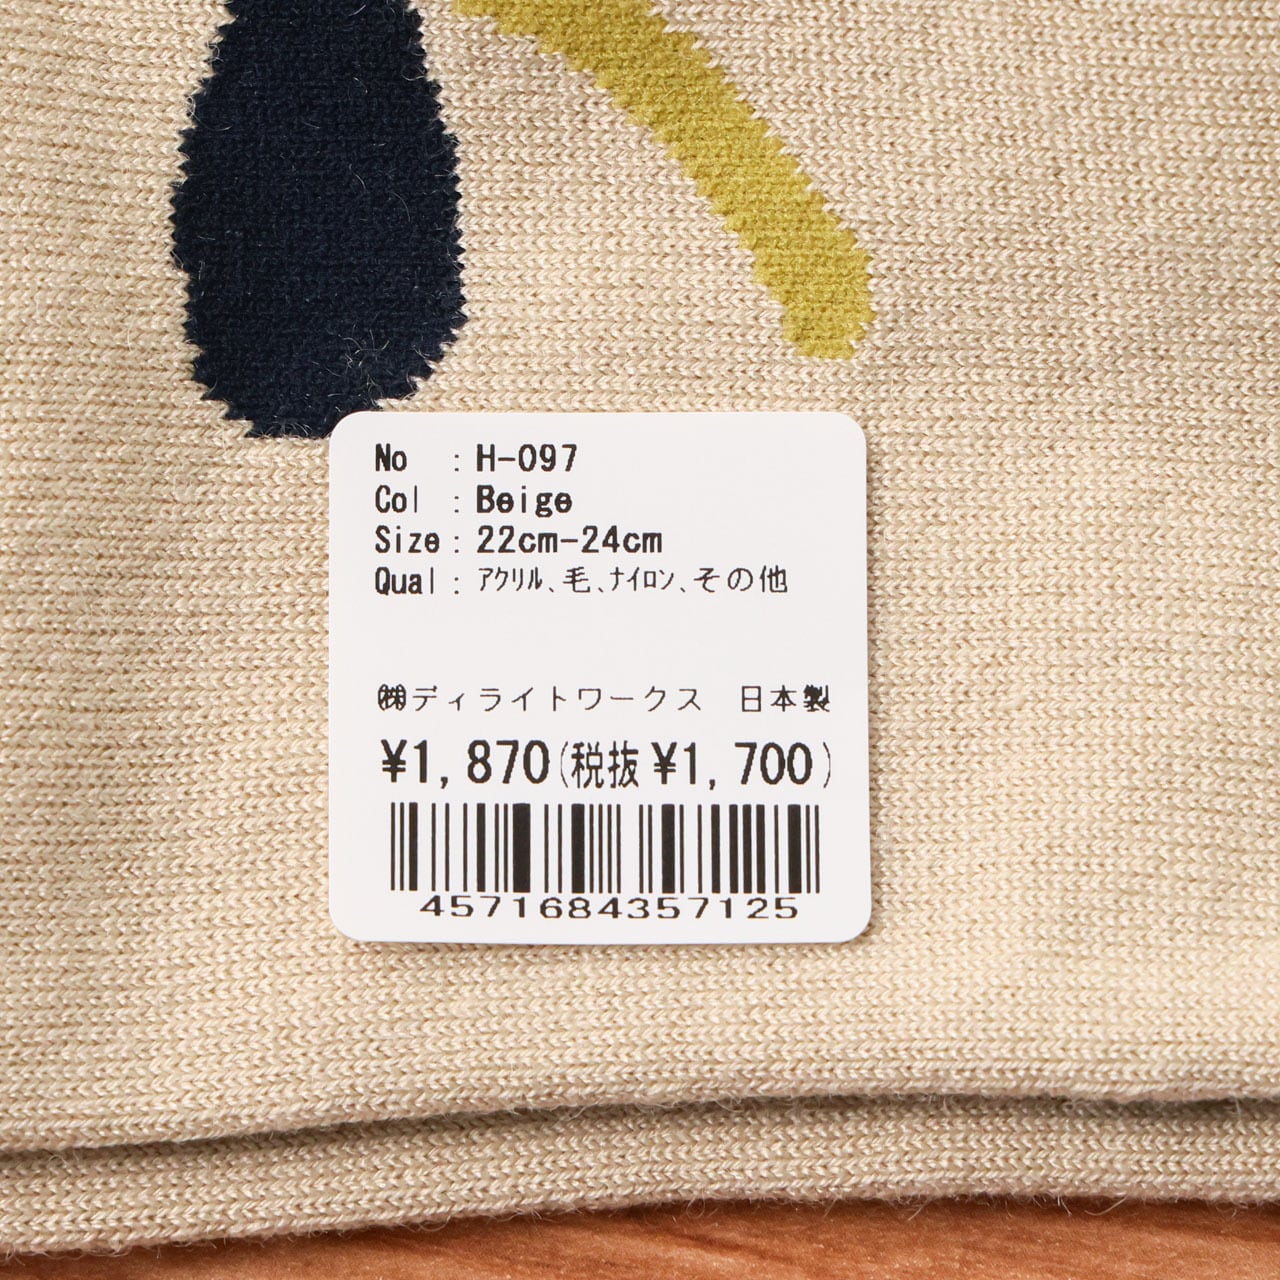 No : H-097
Col : Beige
Size : 22cm-24cm
Qual : ｱｸﾘﾙ､毛､ﾅｲﾛﾝ､その他
㈱ディライトワークス 日本製
¥1,870(税抜¥1,700)
4571684357125